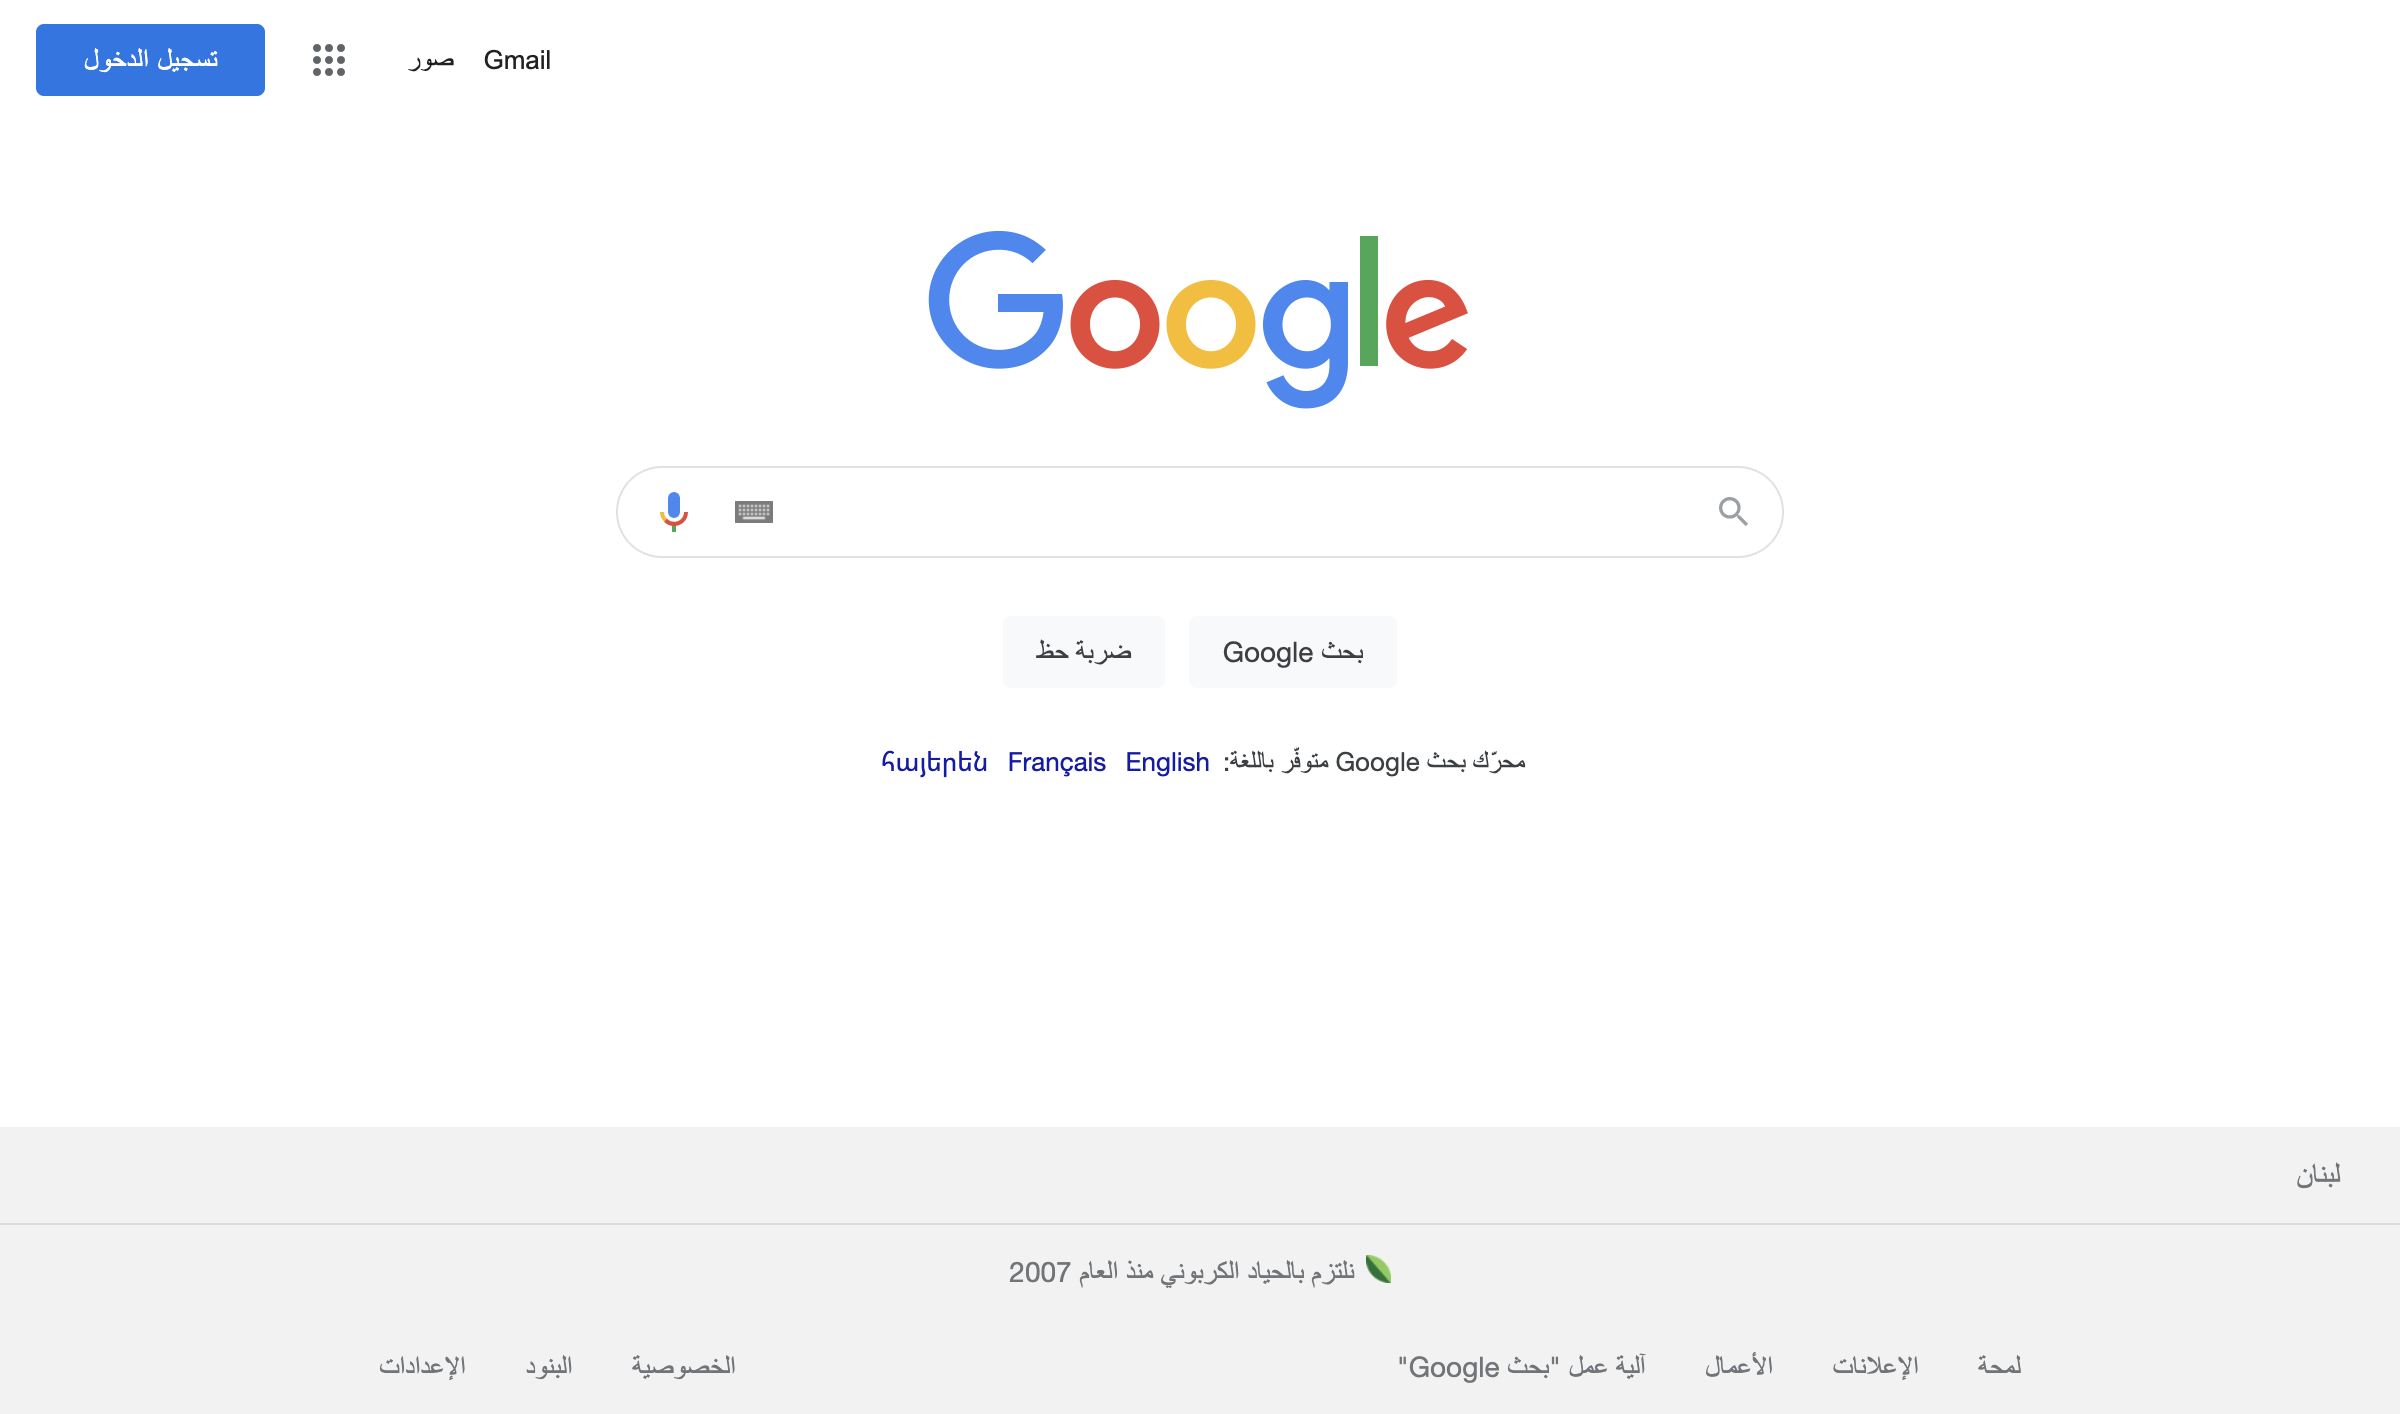 Gmail صور تسجيل الدخول
Google
بحث Google ضربة حظ
محرّك بحث Google متوفّر باللغة: English Français հայերեն
لبنان
نلتزم بالحياد الكربوني منذ العام 2007
لمحة الإعلانات الأعمال آلية عمل "بحث Google" الخصوصية البنود الإعدادات